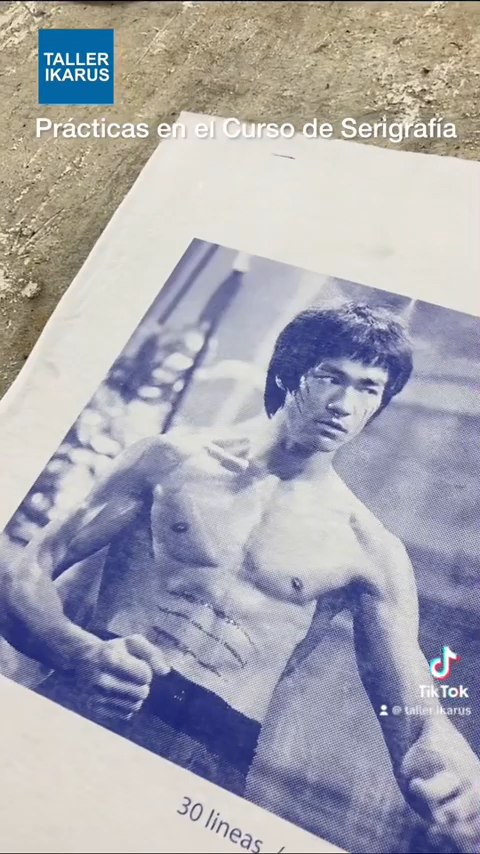 TALLER
IKARUS
Prácticas en el Curso de Serigrafía
TikTok
@ taller.ikarus
30 lineas